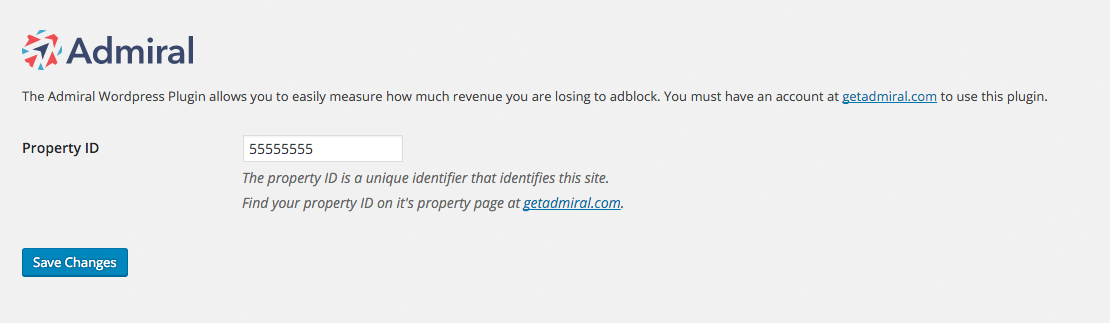 Admiral
The Admiral Wordpress Plugin allows you to easily measure how much revenue you are losing to adblock. You must have an account at getadmiral.com to use this plugin.
Property ID
55555555
The property ID is a unique identifier that identifies this site.
Find your property ID on it's property page at getadmiral.com.
Save Changes